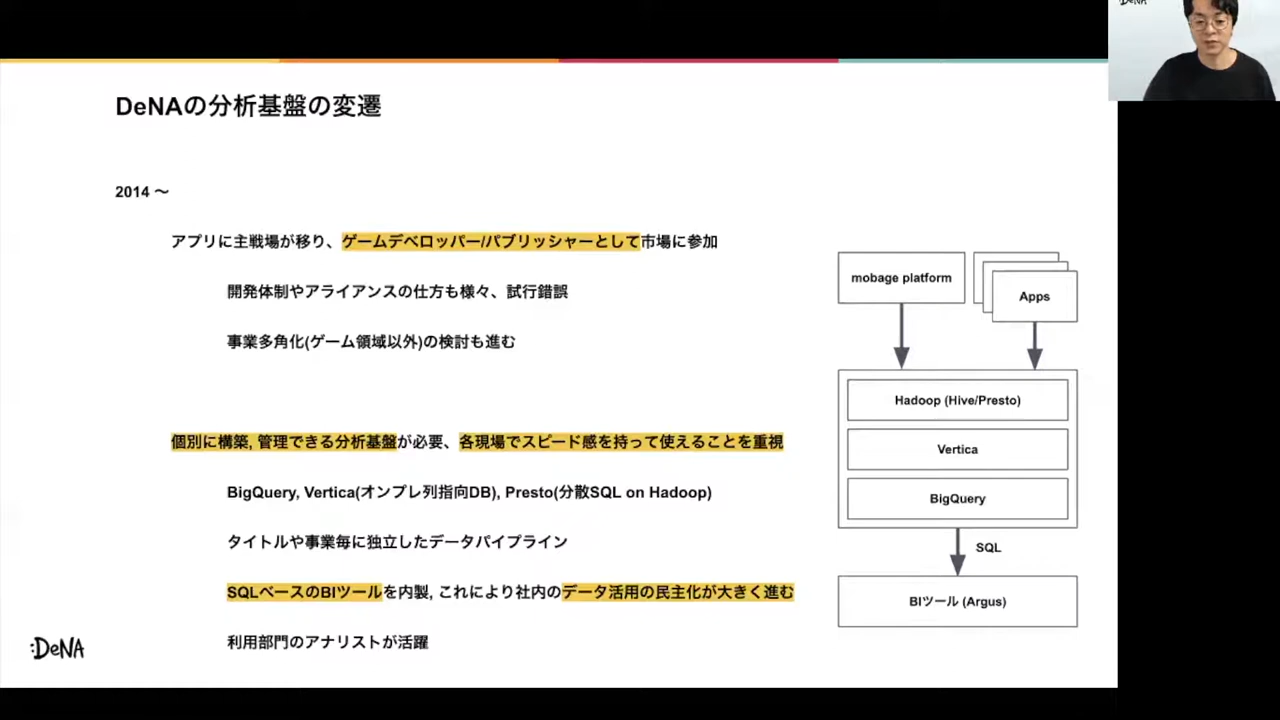 DeNA
DeNAの分析基盤の変遷
2014 〜
アプリに主戦場が移り、ゲームデベロッパー/パブリッシャーとして市場に参加
開発体制やアライアンスの仕方も様々、試行錯誤
事業多角化(ゲーム領域以外)の検討も進む
個別に構築, 管理できる分析基盤が必要、各現場でスピード感を持って使えることを重視
BigQuery, Vertica(オンプレ列指向DB), Presto(分散SQL on Hadoop)
タイトルや事業毎に独立したデータパイプライン
SQLベースのBIツールを内製, これにより社内のデータ活用の民主化が大きく進む
利用部門のアナリストが活躍
mobage platform
Apps
Hadoop (Hive/Presto)
Vertica
BigQuery
SQL
BIツール (Argus)
:DeNA